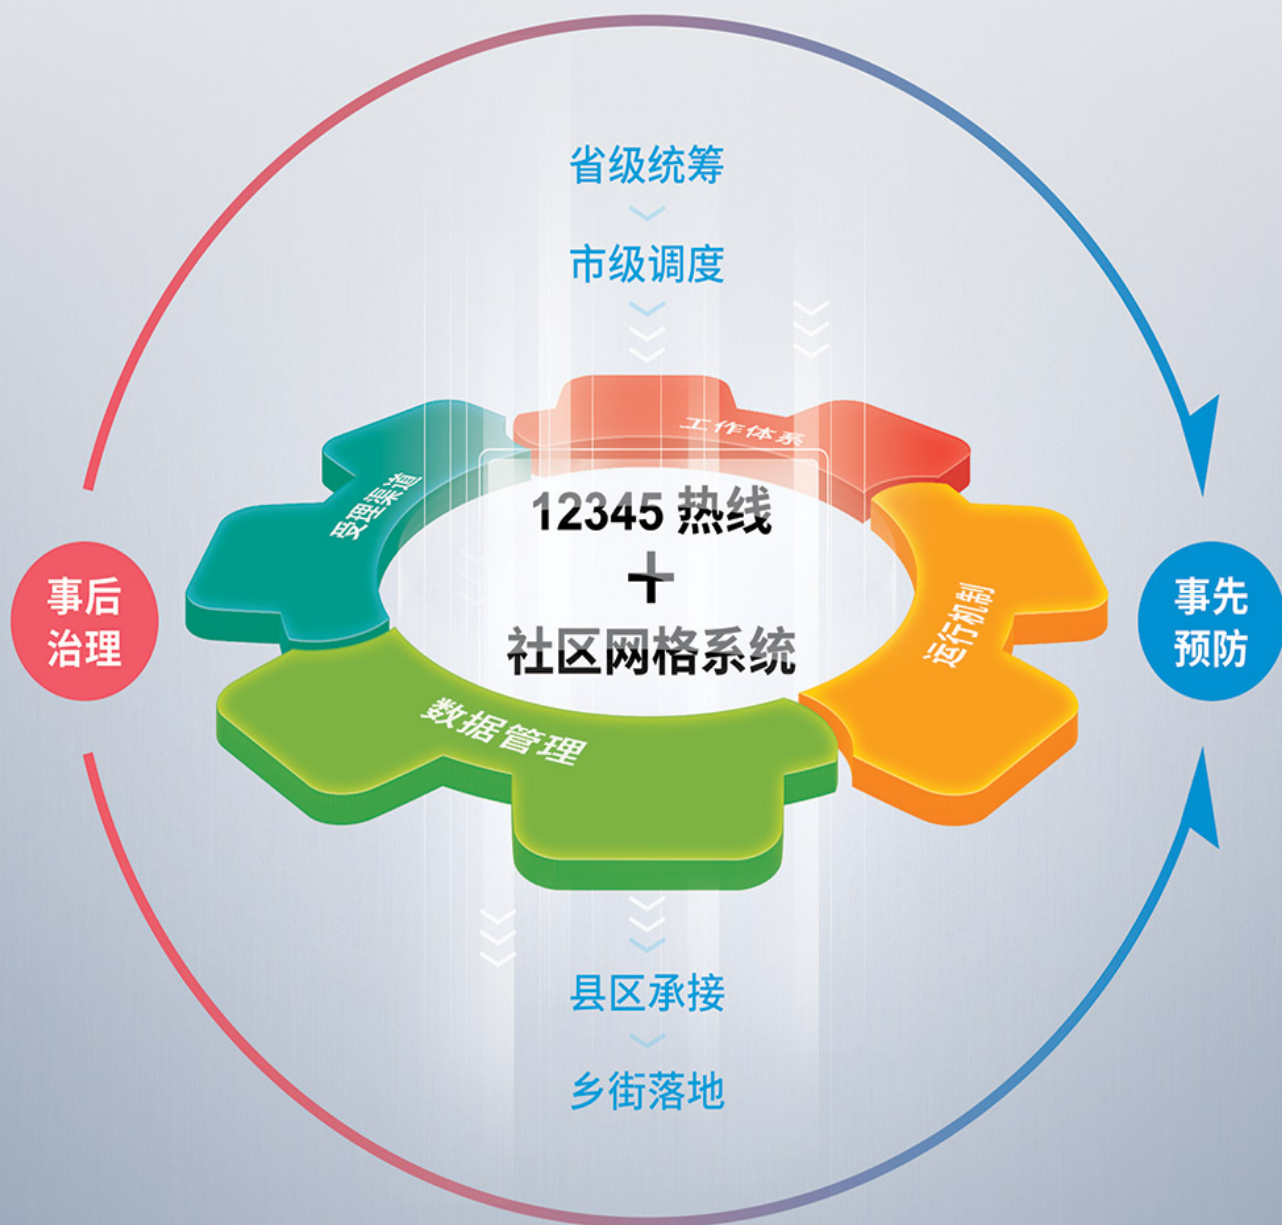 省级统筹
市级调度
工作体系
受理渠道
12345 热线
+
社区网格系统
运行机制
数据管理
事后
治理
事先
预防
县区承接
乡街落地